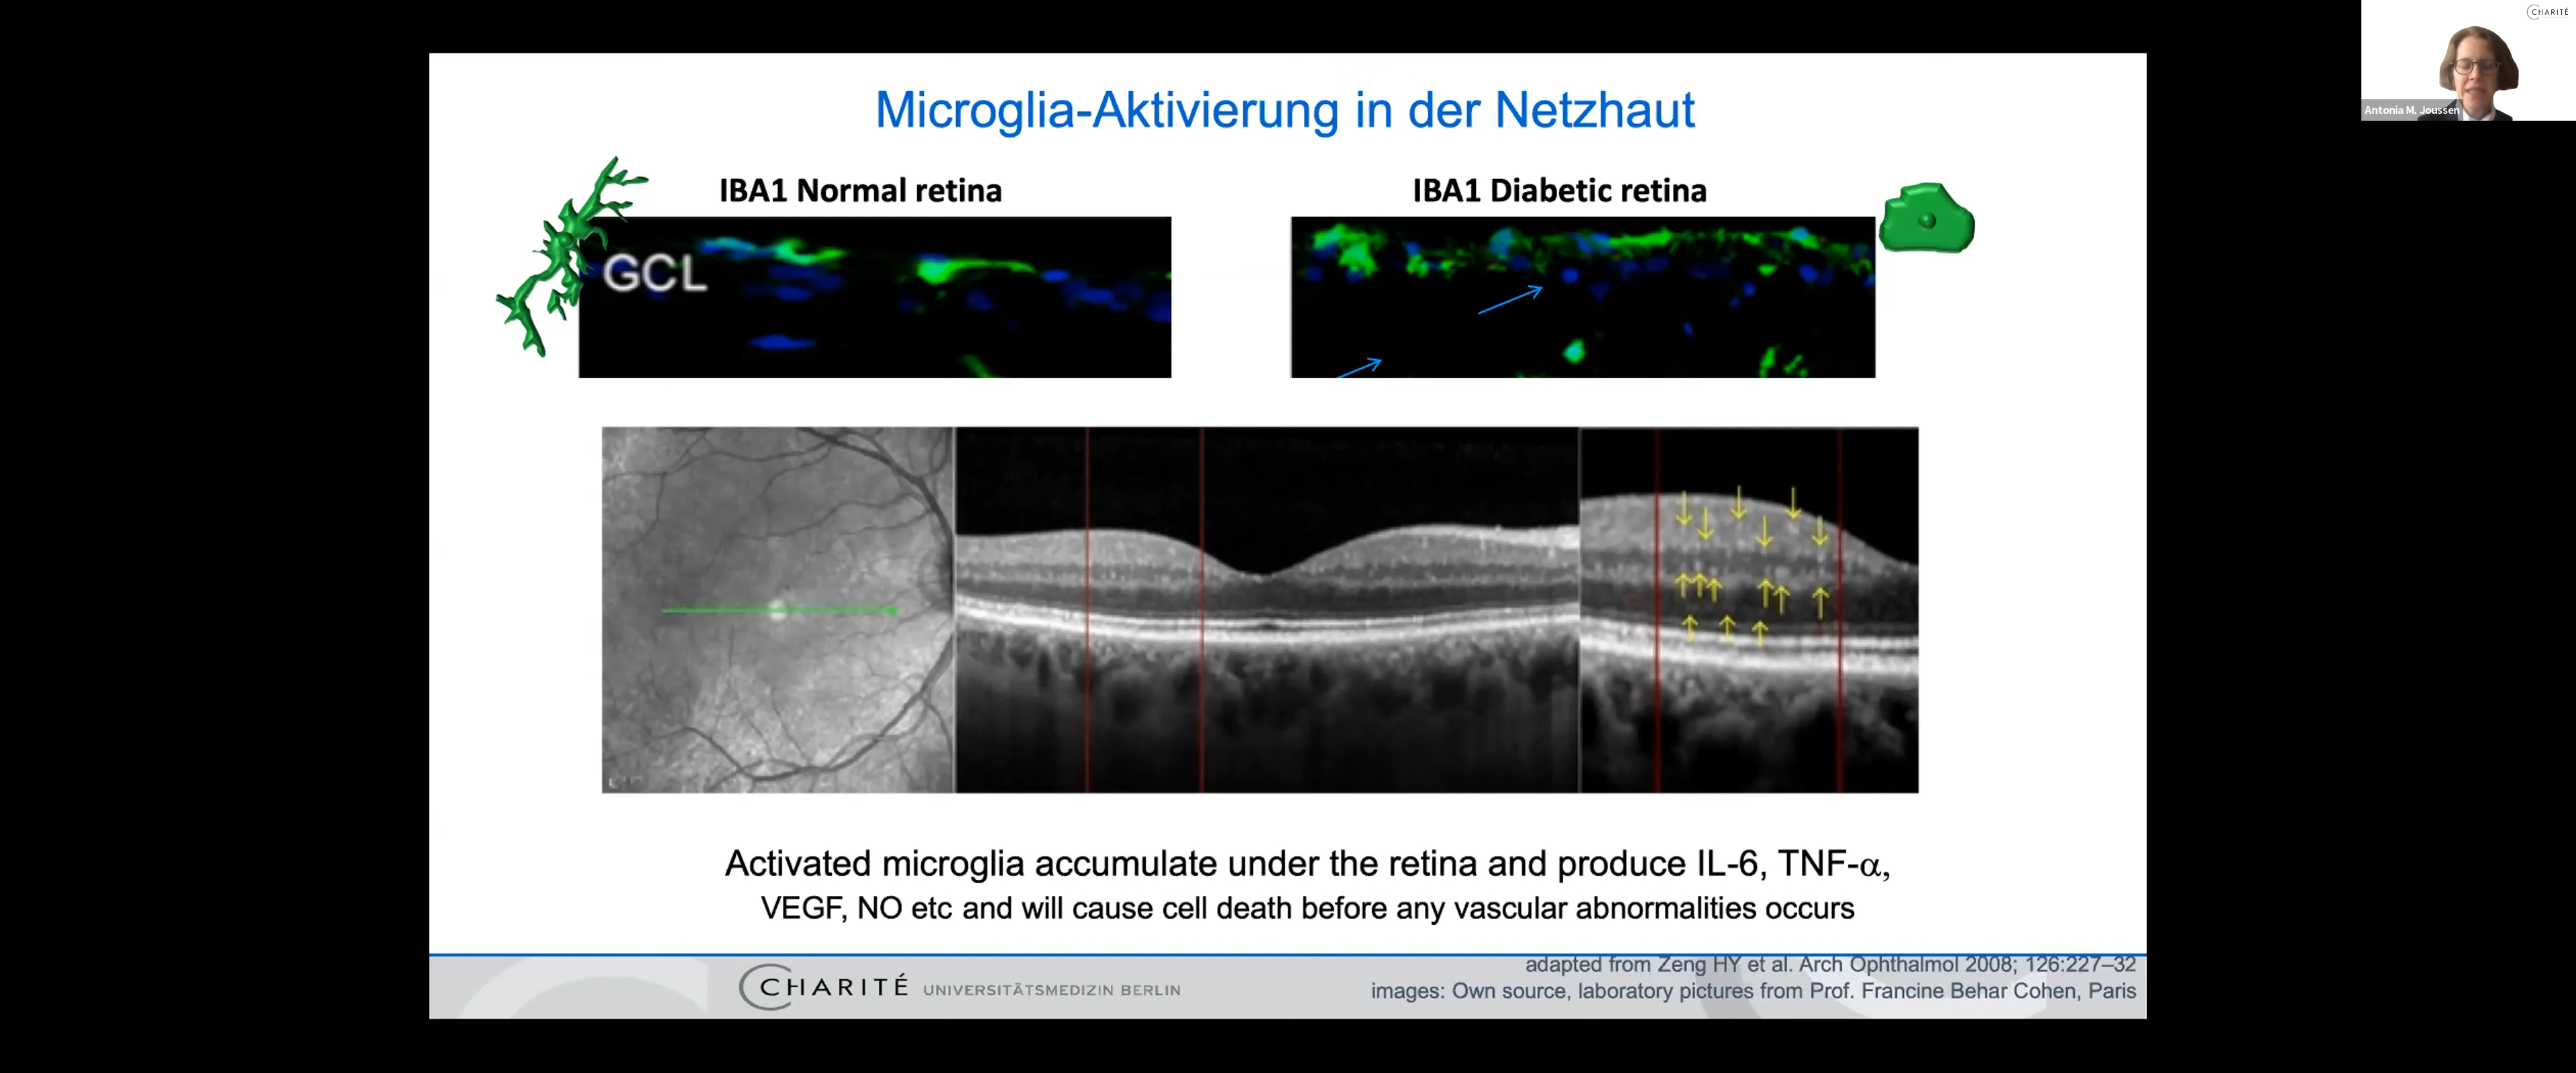 CHARITÉ
Antonia M. Joussen
Microglia-Aktivierung in der Netzhaut
IBA1 Normal retina
IBA1 Diabetic retina
GCL
Activated microglia accumulate under the retina and produce IL-6, TNF-α,
VEGF, NO etc and will cause cell death before any vascular abnormalities occurs
CHARITÉ UNIVERSITÄTSMEDIZIN BERLIN
adapted from Zeng HY et al. Arch Ophthalmol 2008; 126:227–32
images: Own source, laboratory pictures from Prof. Francine Behar Cohen, Paris